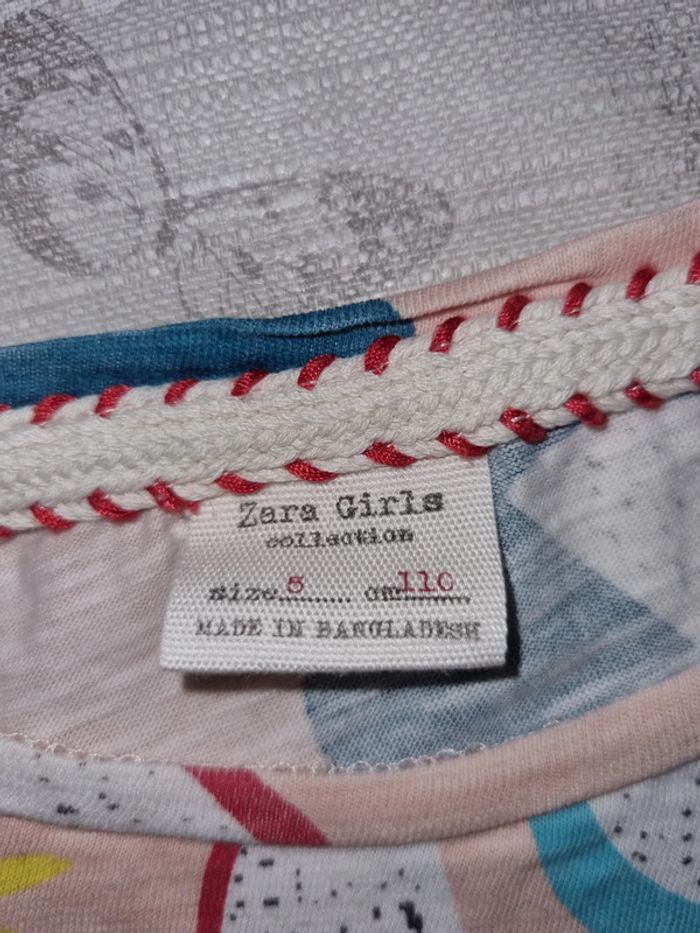 Zara Girls
collection
size 5 cm 110
MADE IN BANGLADESH